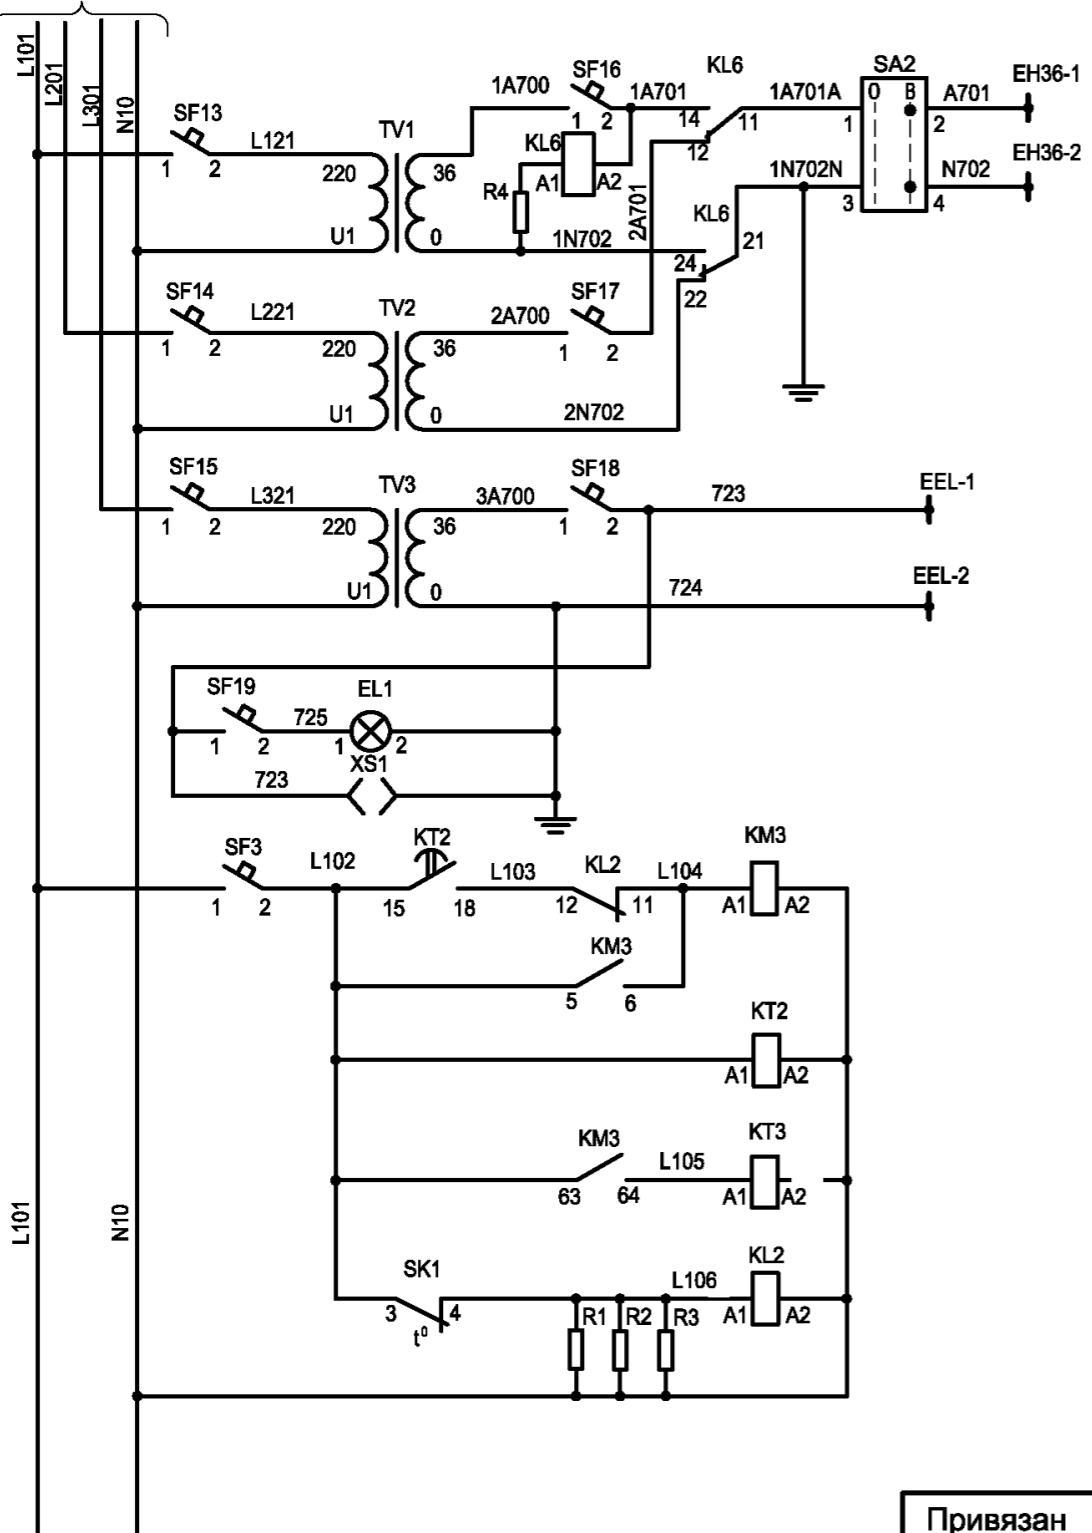 L101
L201
L301
N10
SF13
1 2
L121
TV1
220
36
U1
0
1A700
SF16
1 2
1A701
KL6
A1 A2
R4
1N702
2A701
KL6
14
12
11
1A701A
SA2
О В
1 2
3 4
A701
EH36-1
EH36-2
1N702N
N702
KL6
24
22
21
SF14
1 2
L221
TV2
220
36
U1
0
2A700
SF17
1 2
2N702
SF15
1 2
L321
TV3
220
36
U1
0
3A700
SF18
1 2
723
EEL-1
724
EEL-2
SF19
1 2
725
EL1
1 2
XS1
723
SF3
1 2
L102
KT2
15 18
L103
KL2
12 11
L104
KM3
A1 A2
KM3
5 6
KT2
A1 A2
KM3
63 64
L105
KT3
A1 A2
L101
N10
SK1
3 4
t⁰
R1 R2 R3
L106
KL2
A1 A2
Привязан